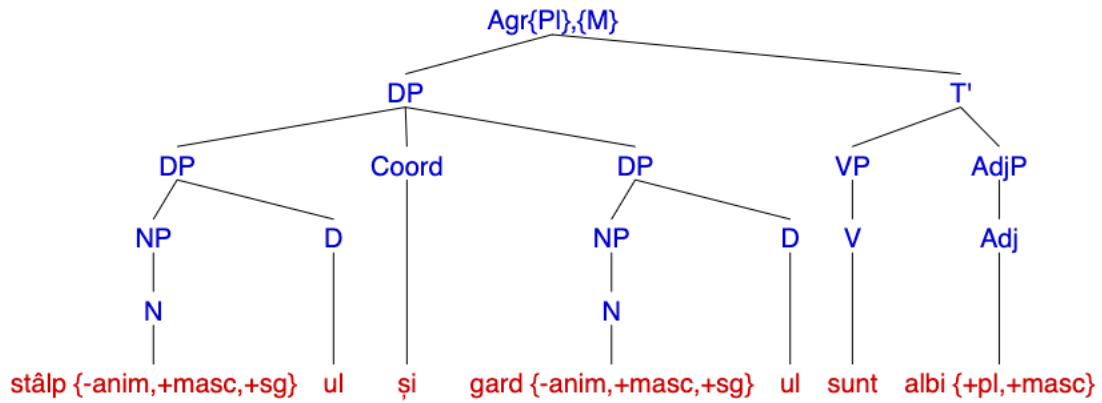 Agr{Pl},{M}
DP T'
DP Coord DP VP AdjP
NP D NP D V Adj
N N
stâlp {-anim,+masc,+sg} ul și gard {-anim,+masc,+sg} ul sunt albi {+pl,+masc}